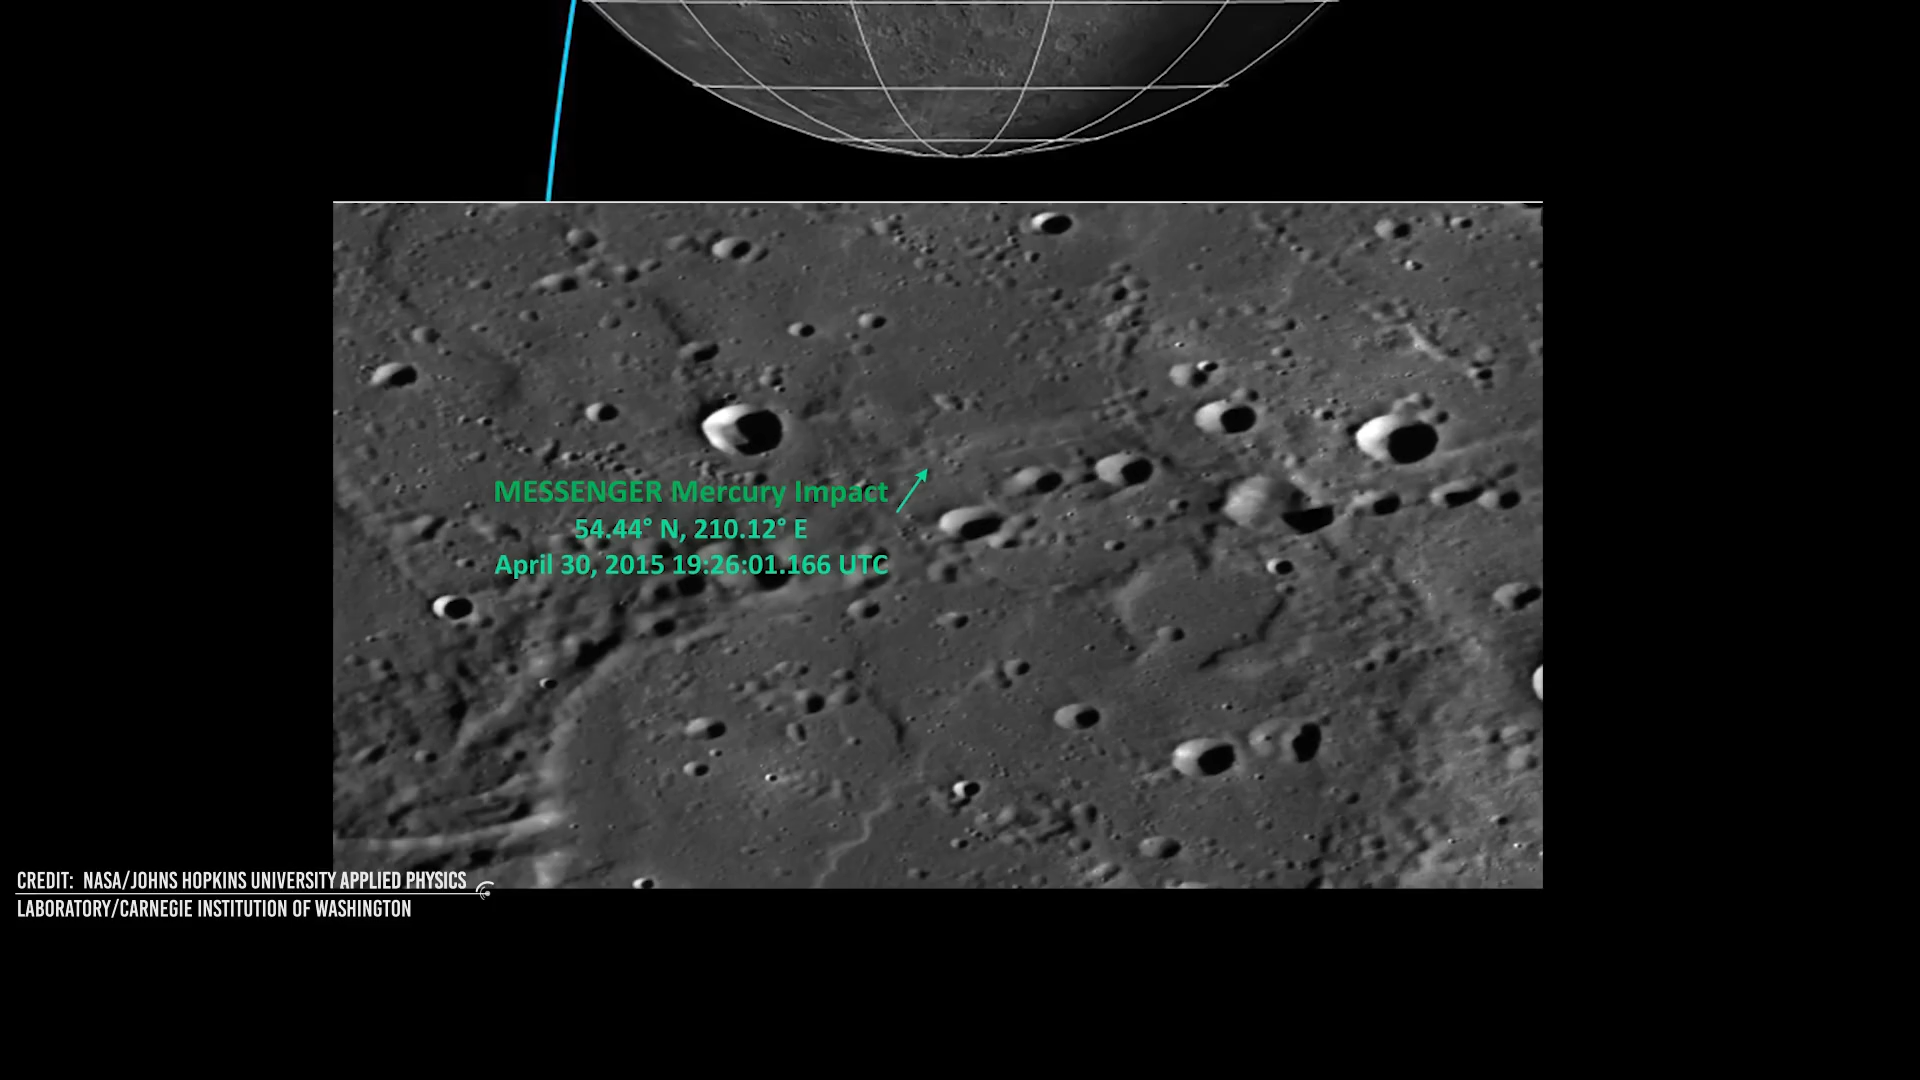 MESSENGER Mercury Impact
54.44° N, 210.12° E
April 30, 2015 19:26:01.166 UTC
CREDIT: NASA/JOHNS HOPKINS UNIVERSITY APPLIED PHYSICS
LABORATORY/CARNEGIE INSTITUTION OF WASHINGTON